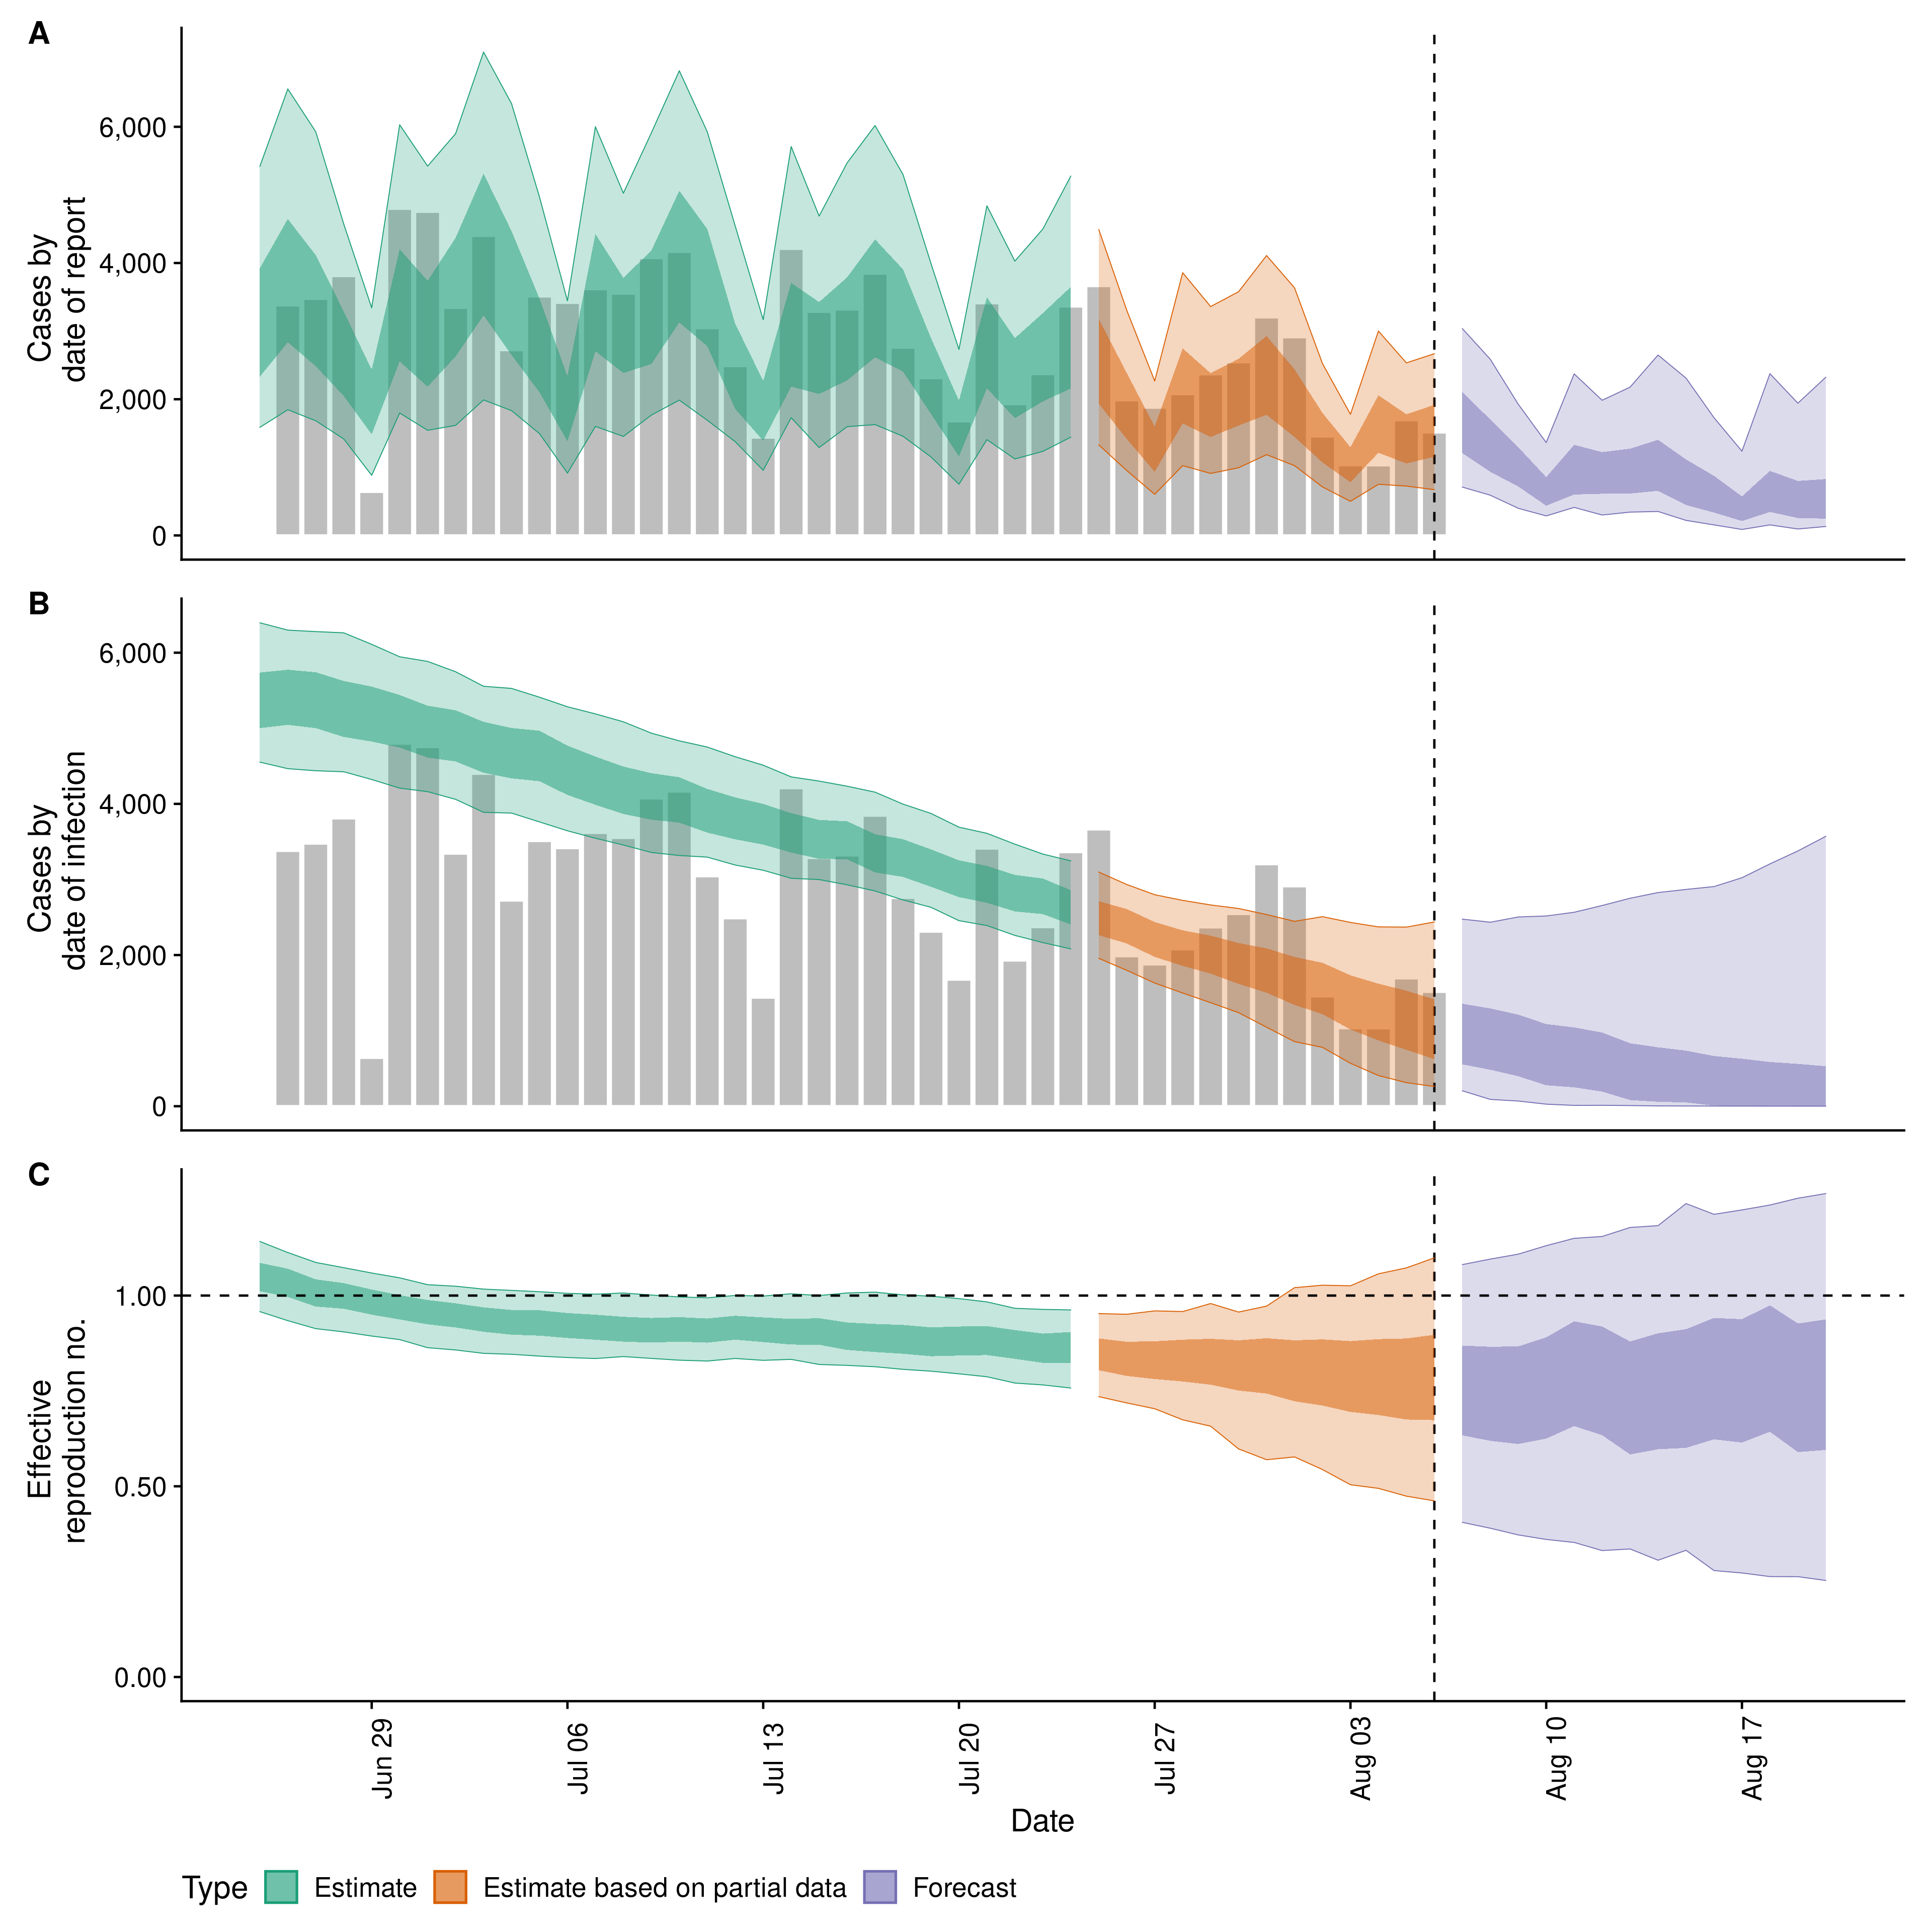 A
6,000
4,000
2,000
0
Cases by
date of report
B
6,000
4,000
2,000
0
Cases by
date of infection
C
1.00
0.50
0.00
Effective
reproduction no.
Jun 29
Jul 06
Jul 13
Jul 20
Jul 27
Aug 03
Aug 10
Aug 17
Date
Type Estimate Estimate based on partial data Forecast